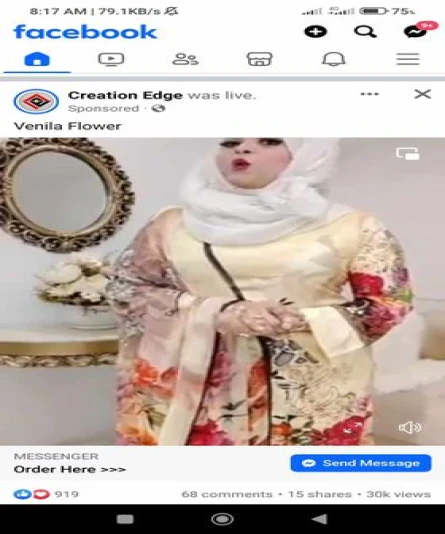 8:17 AM | 79.1KB/s
75%
facebook
9+
Creation Edge was live.
Sponsored ·
Venila Flower
MESSENGER
Order Here >>>
Send Message
919
68 comments • 15 shares • 30k views